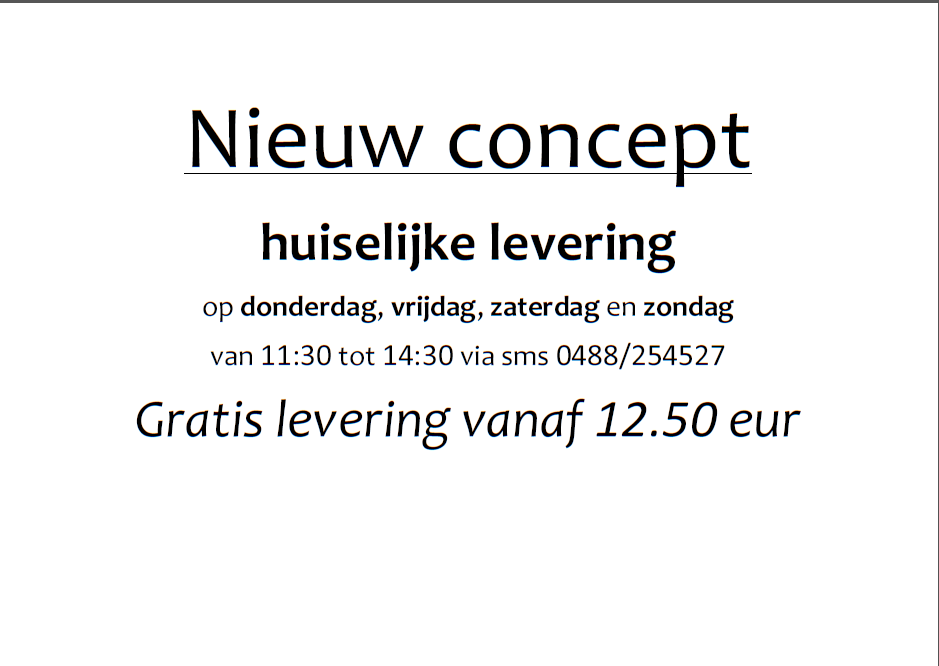 Nieuw concept
huiselijke levering
op donderdag, vrijdag, zaterdag en zondag
van 11:30 tot 14:30 via sms 0488/254527
Gratis levering vanaf 12.50 eur